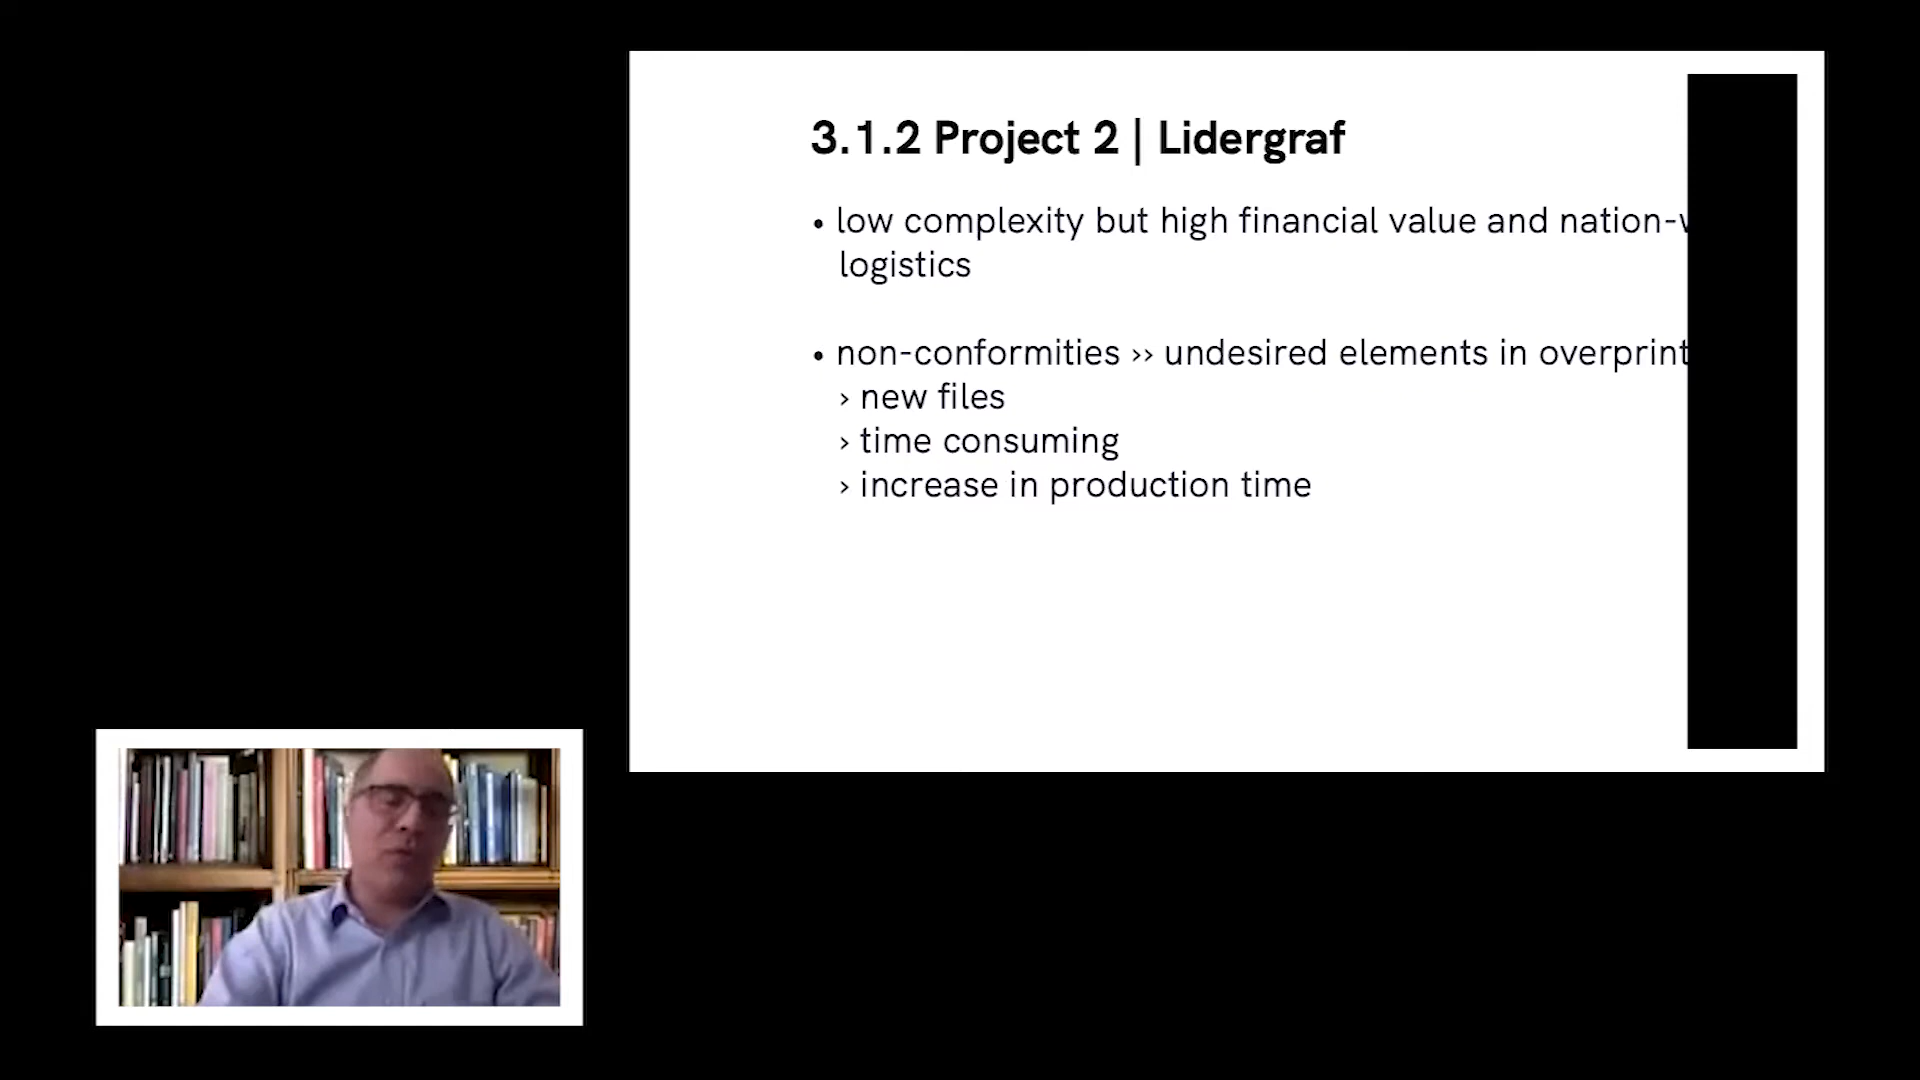 3.1.2 Project 2 | Lidergraf
• low complexity but high financial value and nation-
logistics
• non-conformities ›› undesired elements in overprint
› new files
› time consuming
› increase in production time